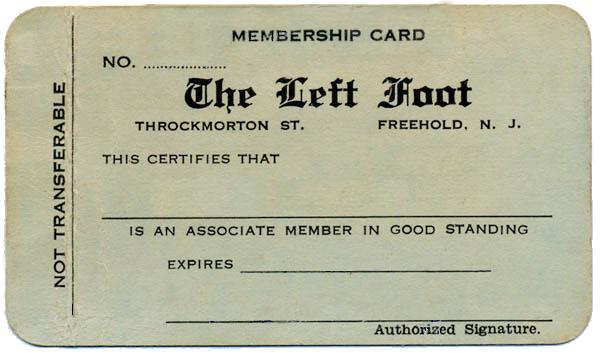 MEMBERSHIP CARD
NO. ....................
The Left Foot
THROCKMORTON ST. FREEHOLD, N. J.
THIS CERTIFIES THAT
IS AN ASSOCIATE MEMBER IN GOOD STANDING
EXPIRES
Authorized Signature.
NOT TRANSFERABLE